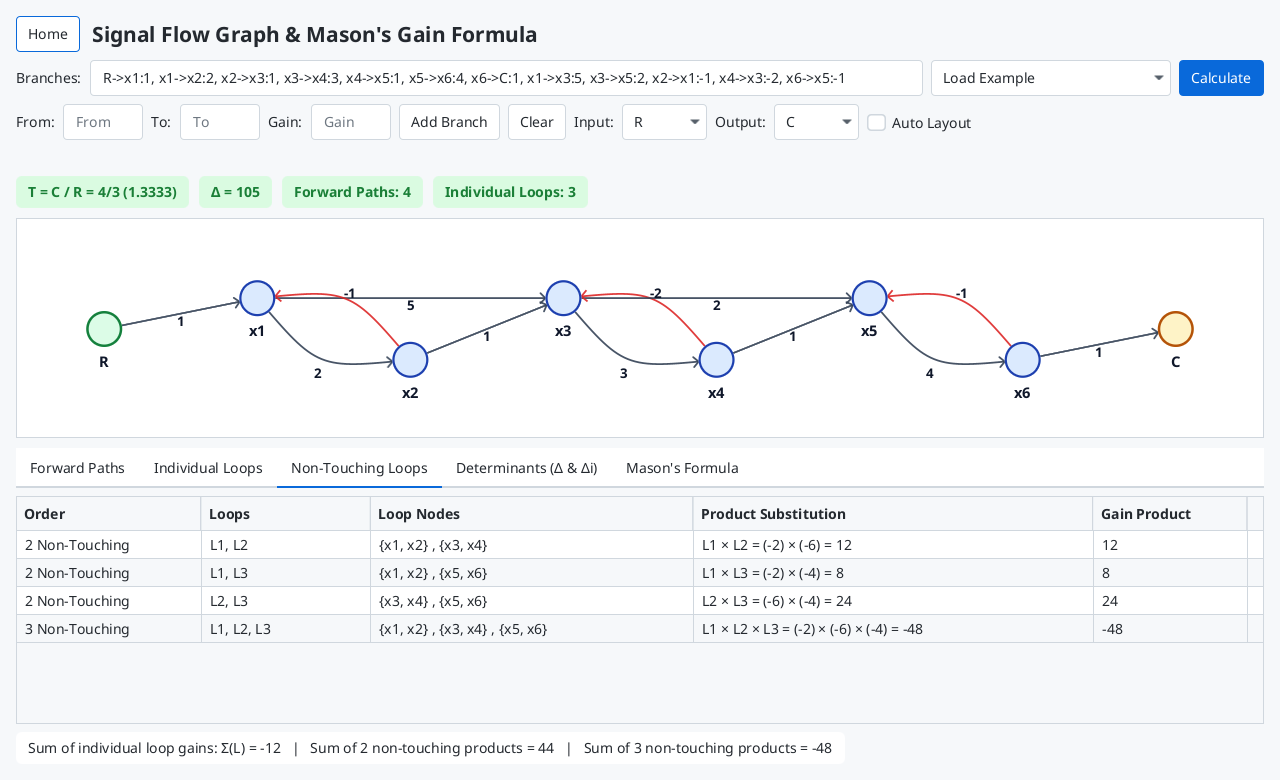 Home Signal Flow Graph & Mason's Gain Formula
Branches: R->x1:1, x1->x2:2, x2->x3:1, x3->x4:3, x4->x5:1, x5->x6:4, x6->C:1, x1->x3:5, x3->x5:2, x2->x1:-1, x4->x3:-2, x6->x5:-1 Load Example Calculate
From: From To: To Gain: Gain Add Branch Clear Input: R Output: C Auto Layout
T = C / R = 4/3 (1.3333) Δ = 105 Forward Paths: 4 Individual Loops: 3
-1 -2 -1
5 2
1 x1 x3 x5
R 1 1 1 C
2 3 4 1
x2 x4 x6
Forward Paths Individual Loops Non-Touching Loops Determinants (Δ & Δi) Mason's Formula
Order Loops Loop Nodes Product Substitution Gain Product
2 Non-Touching L1, L2 {x1, x2} , {x3, x4} L1 × L2 = (-2) × (-6) = 12 12
2 Non-Touching L1, L3 {x1, x2} , {x5, x6} L1 × L3 = (-2) × (-4) = 8 8
2 Non-Touching L2, L3 {x3, x4} , {x5, x6} L2 × L3 = (-6) × (-4) = 24 24
3 Non-Touching L1, L2, L3 {x1, x2} , {x3, x4} , {x5, x6} L1 × L2 × L3 = (-2) × (-6) × (-4) = -48 -48
Sum of individual loop gains: Σ(L) = -12 | Sum of 2 non-touching products = 44 | Sum of 3 non-touching products = -48